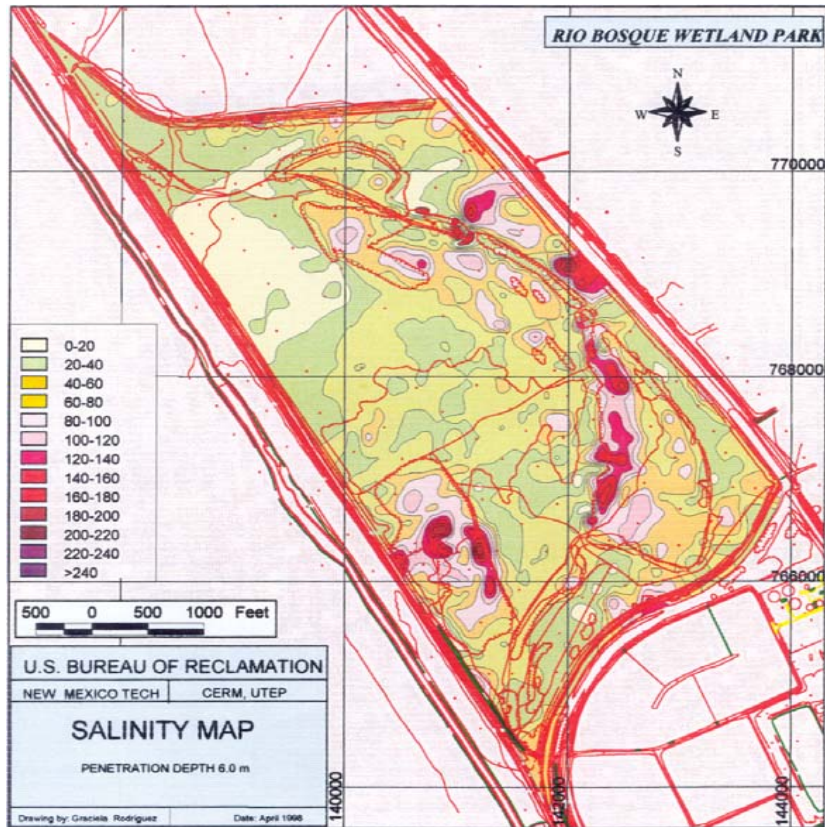 RIO BOSQUE WETLAND PARK
N
W E
S
770000
768000
766000
0-20
20-40
40-60
60-80
80-100
100-120
120-140
140-160
160-180
180-200
200-220
220-240
>240
500 0 500 1000 Feet
U.S. BUREAU OF RECLAMATION
NEW MEXICO TECH CERM, UTEP
SALINITY MAP
PENETRATION DEPTH 6.0 m
Drawing by: Graciela Rodriguez Date: April 1998
140000
142000
144000